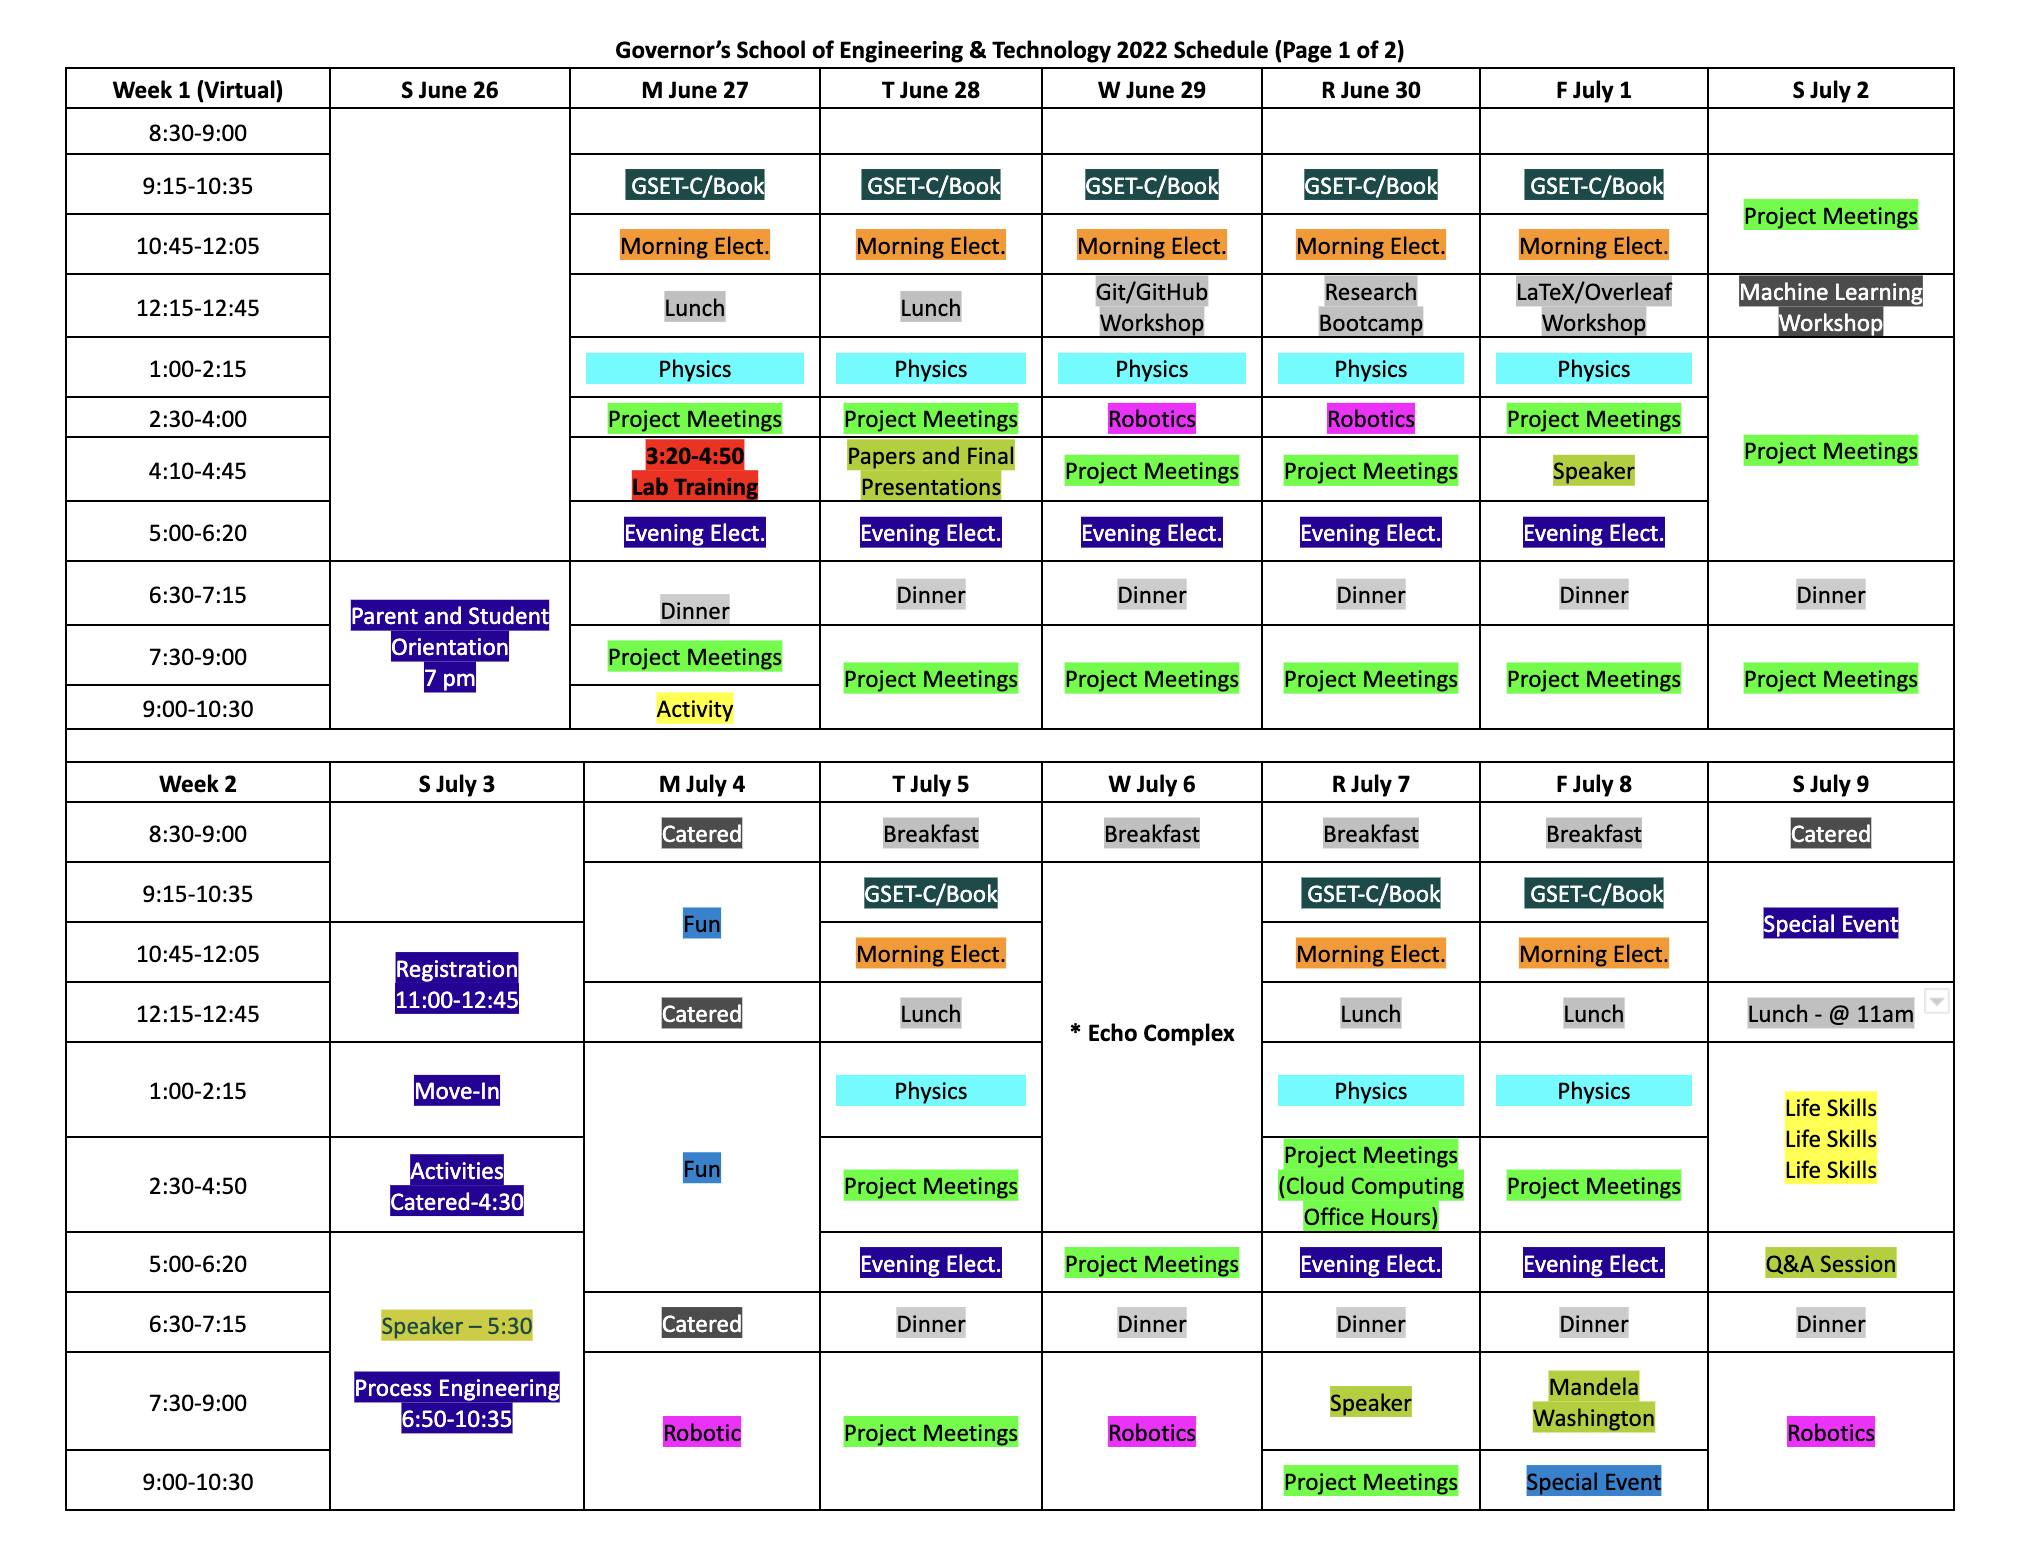 Governor’s School of Engineering & Technology 2022 Schedule (Page 1 of 2)
Week 1 (Virtual) S June 26 M June 27 T June 28 W June 29 R June 30 F July 1 S July 2
8:30-9:00
9:15-10:35 GSET-C/Book GSET-C/Book GSET-C/Book GSET-C/Book GSET-C/Book
Project Meetings
10:45-12:05 Morning Elect. Morning Elect. Morning Elect. Morning Elect. Morning Elect.
12:15-12:45 Lunch Lunch
Git/GitHub
Workshop
Research
Bootcamp
LaTeX/Overleaf
Workshop
Machine Learning
Workshop
1:00-2:15 Physics Physics Physics Physics Physics
2:30-4:00 Project Meetings Project Meetings Robotics Robotics Project Meetings
Project Meetings
4:10-4:45
3:20-4:50
Lab Training
Papers and Final
Presentations
Project Meetings Project Meetings Speaker
5:00-6:20 Evening Elect. Evening Elect. Evening Elect. Evening Elect. Evening Elect.
6:30-7:15
Parent and Student
Orientation
7 pm
Dinner Dinner Dinner Dinner Dinner Dinner
7:30-9:00 Project Meetings
Project Meetings Project Meetings Project Meetings Project Meetings Project Meetings
9:00-10:30 Activity
Week 2 S July 3 M July 4 T July 5 W July 6 R July 7 F July 8 S July 9
8:30-9:00 Catered Breakfast Breakfast Breakfast Breakfast Catered
9:15-10:35 GSET-C/Book GSET-C/Book GSET-C/Book
Fun Special Event
10:45-12:05 Morning Elect. Morning Elect. Morning Elect.
Registration
11:00-12:45
12:15-12:45 Catered Lunch Lunch Lunch Lunch - @ 11am
* Echo Complex
1:00-2:15 Move-In Physics Physics Physics
Life Skills
Life Skills
Life Skills
2:30-4:50
Activities
Catered-4:30
Fun
Project Meetings
Project Meetings
(Cloud Computing
Office Hours)
Project Meetings
5:00-6:20 Evening Elect. Project Meetings Evening Elect. Evening Elect. Q&A Session
6:30-7:15 Speaker – 5:30 Catered Dinner Dinner Dinner Dinner Dinner
7:30-9:00
Process Engineering
6:50-10:35
Robotic Project Meetings Robotics
Speaker
Mandela
Washington
Robotics
9:00-10:30 Project Meetings Special Event